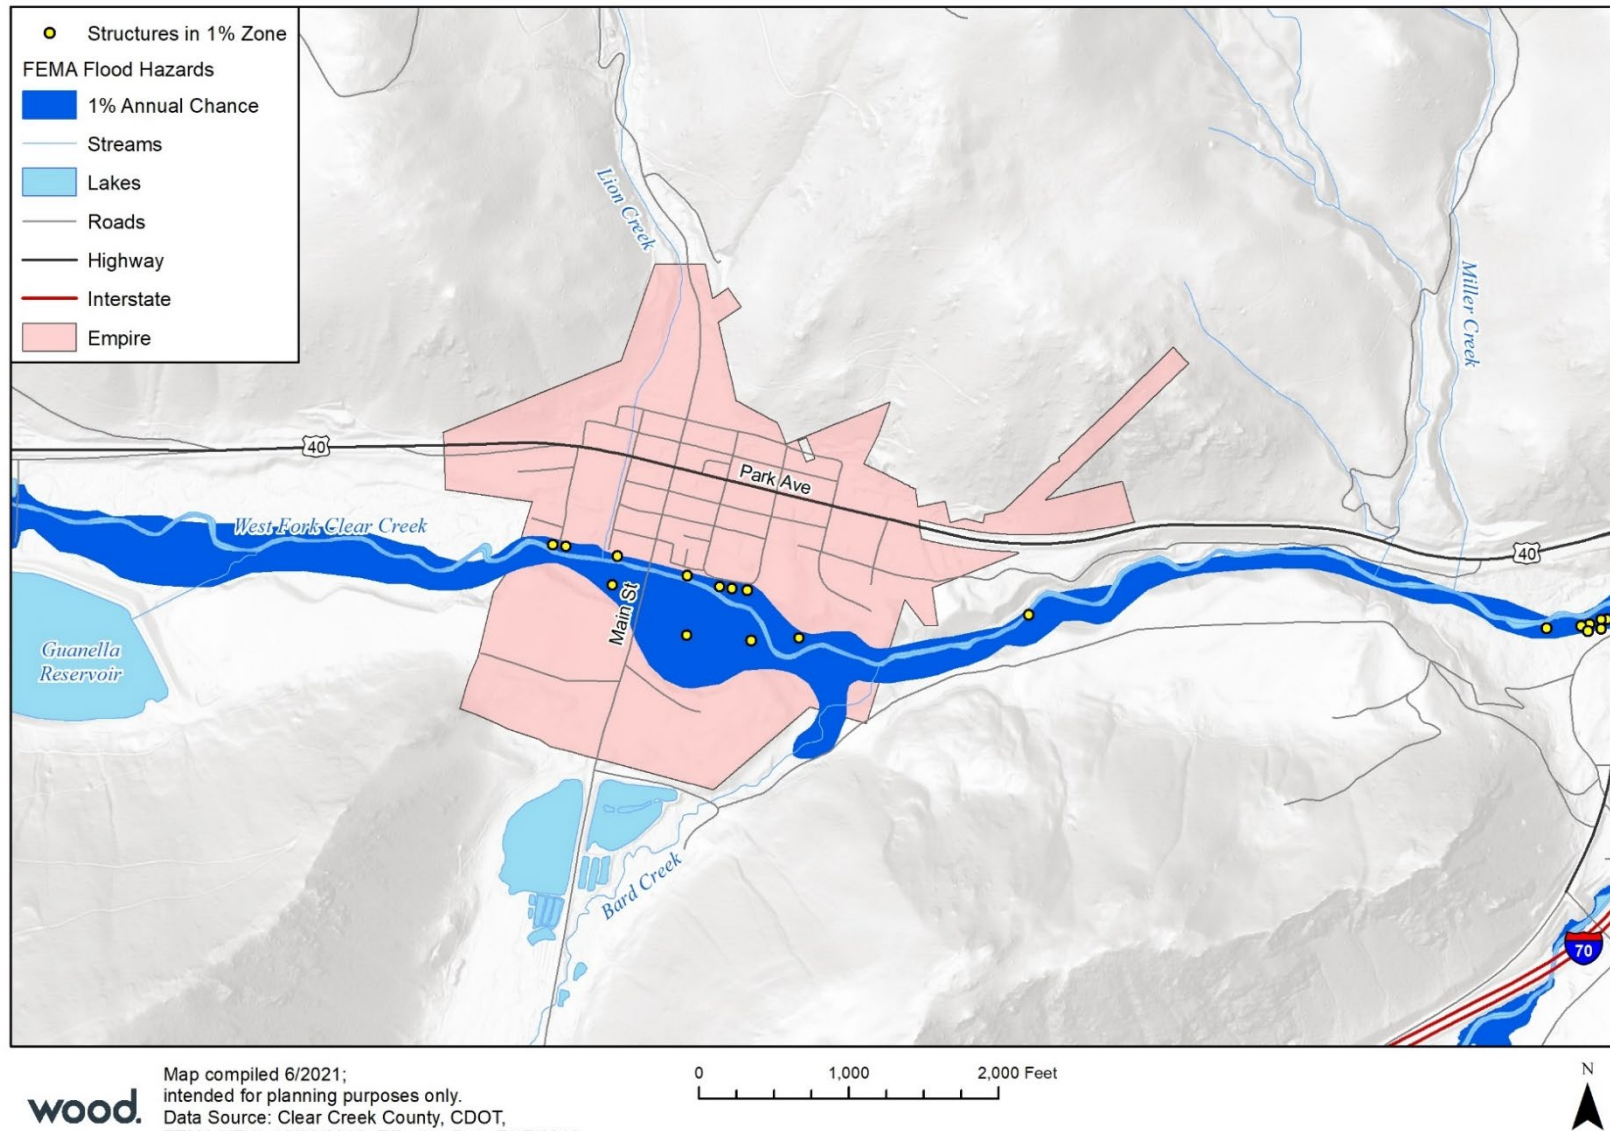 Structures in 1% Zone
FEMA Flood Hazards
1% Annual Chance
Streams
Lakes
Roads
Highway
Interstate
Empire
Lion Creek
Miller Creek
40
Park Ave
West Fork Clear Creek
40
Main St
Guanella
Reservoir
Bard Creek
70
wood.
Map compiled 6/2021;
intended for planning purposes only.
Data Source: Clear Creek County, CDOT,
0
1,000
2,000 Feet
N